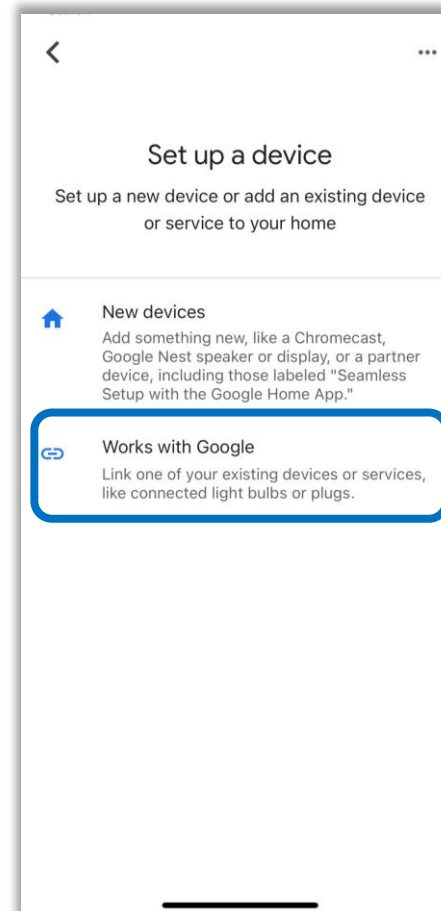 Set up a device
Set up a new device or add an existing device
or service to your home
New devices
Add something new, like a Chromecast,
Google Nest speaker or display, or a partner
device, including those labeled "Seamless
Setup with the Google Home App."
Works with Google
Link one of your existing devices or services,
like connected light bulbs or plugs.